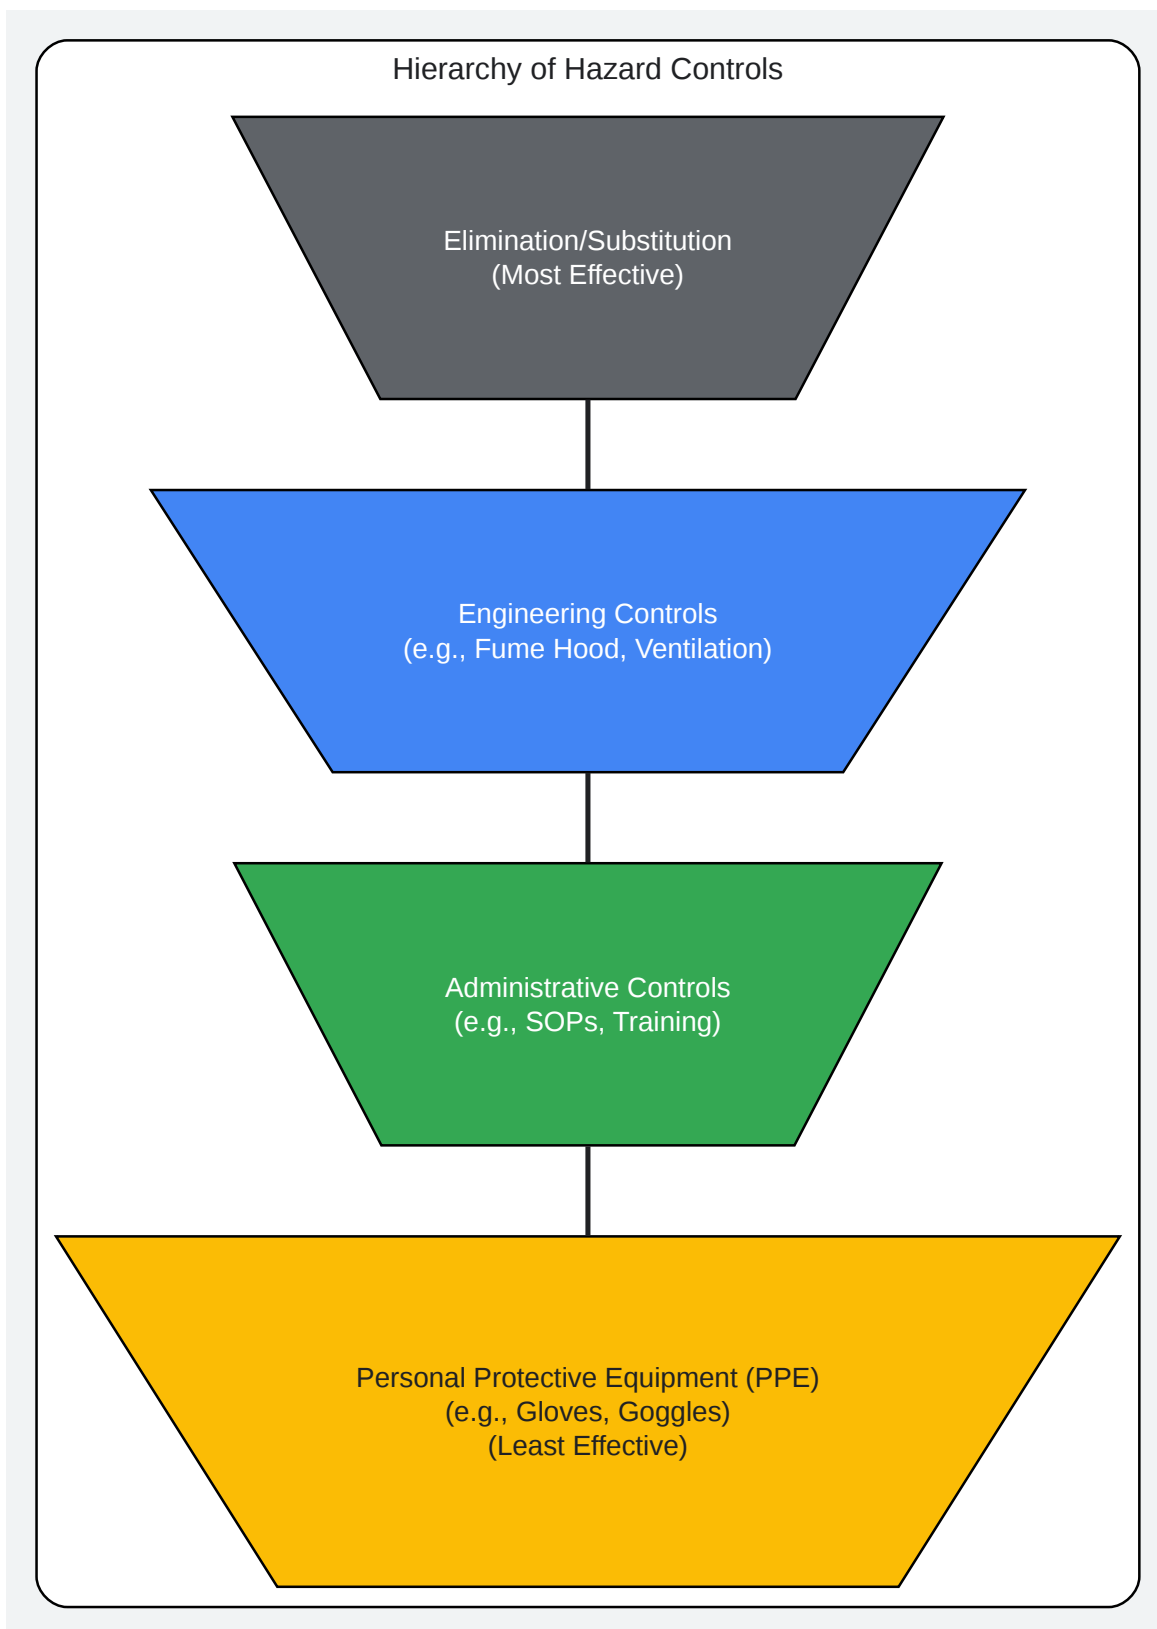 Hierarchy of Hazard Controls
Elimination/Substitution
(Most Effective)
Engineering Controls
(e.g., Fume Hood, Ventilation)
Administrative Controls
(e.g., SOPs, Training)
Personal Protective Equipment (PPE)
(e.g., Gloves, Goggles)
(Least Effective)